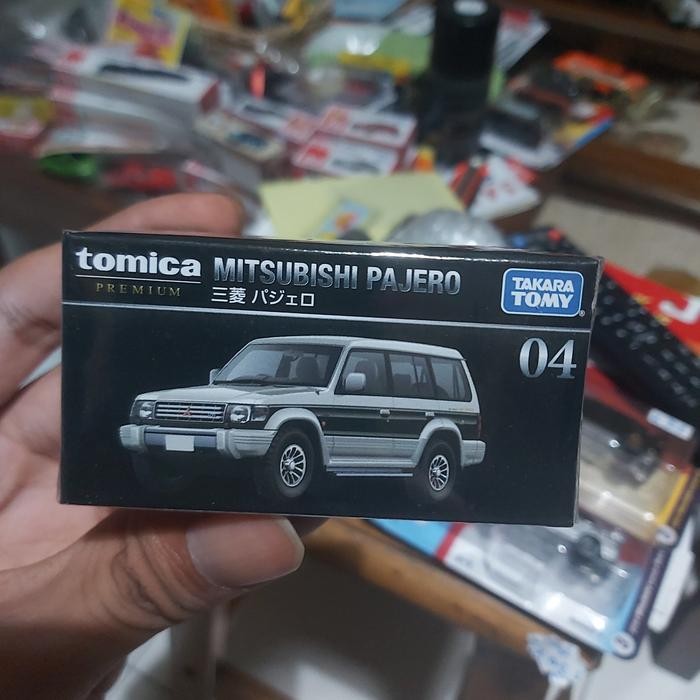 tomica
PREMIUM
MITSUBISHI PAJERO
三菱 パジェロ
TAKARA
TOMY
04